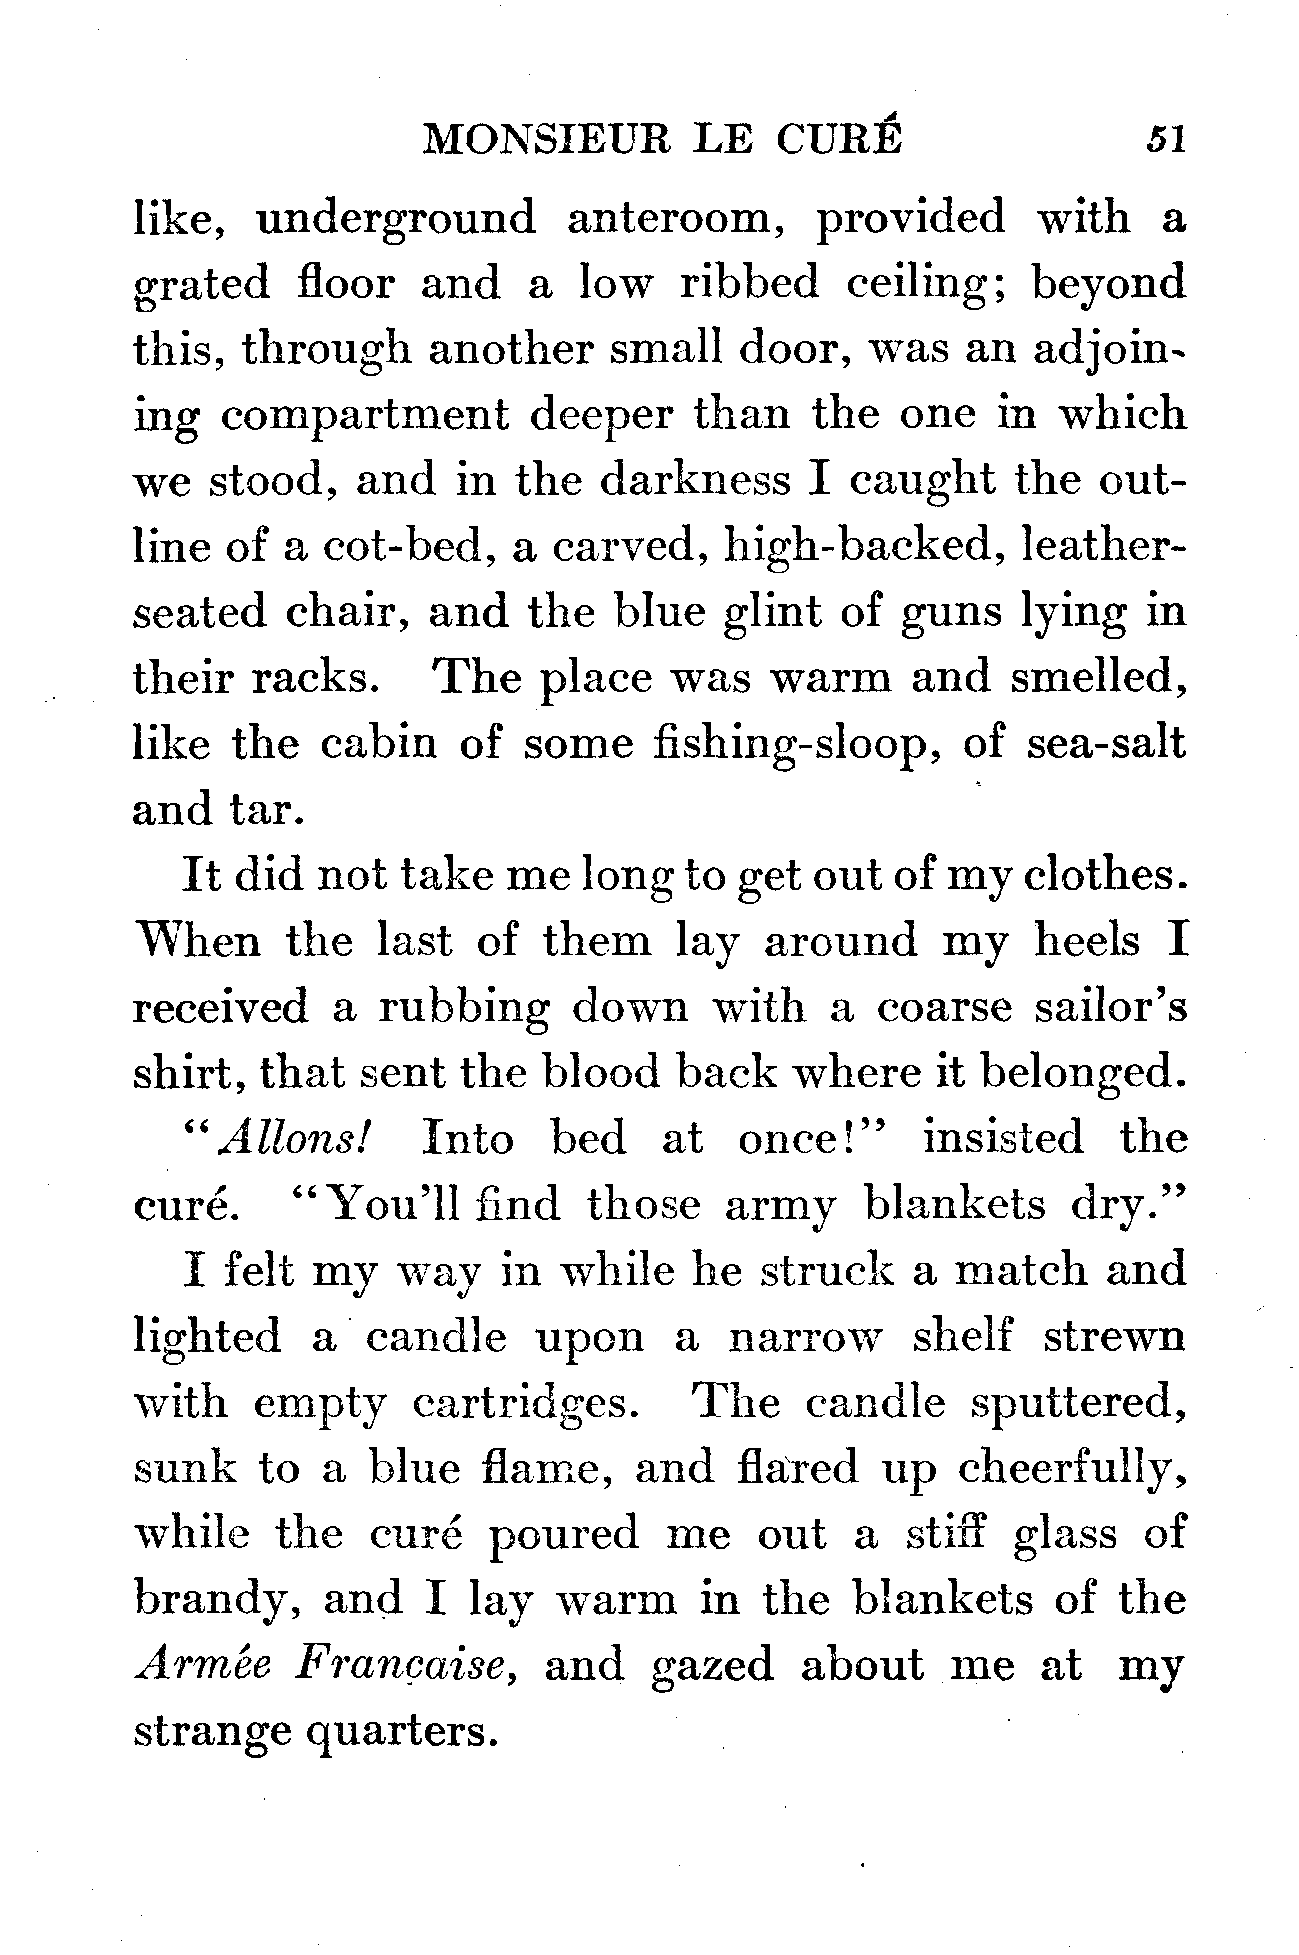 MONSIEUR LE CURÉ 51
like, underground anteroom, provided with a
grated floor and a low ribbed ceiling; beyond
this, through another small door, was an adjoin-
ing compartment deeper than the one in which
we stood, and in the darkness I caught the out-
line of a cot-bed, a carved, high-backed, leather-
seated chair, and the blue glint of guns lying in
their racks. The place was warm and smelled,
like the cabin of some fishing-sloop, of sea-salt
and tar.
It did not take me long to get out of my clothes.
When the last of them lay around my heels I
received a rubbing down with a coarse sailor's
shirt, that sent the blood back where it belonged.
"Allons! Into bed at once!" insisted the
curé. "You'll find those army blankets dry."
I felt my way in while he struck a match and
lighted a candle upon a narrow shelf strewn
with empty cartridges. The candle sputtered,
sunk to a blue flame, and flared up cheerfully,
while the curé poured me out a stiff glass of
brandy, and I lay warm in the blankets of the
Armée Française, and gazed about me at my
strange quarters.